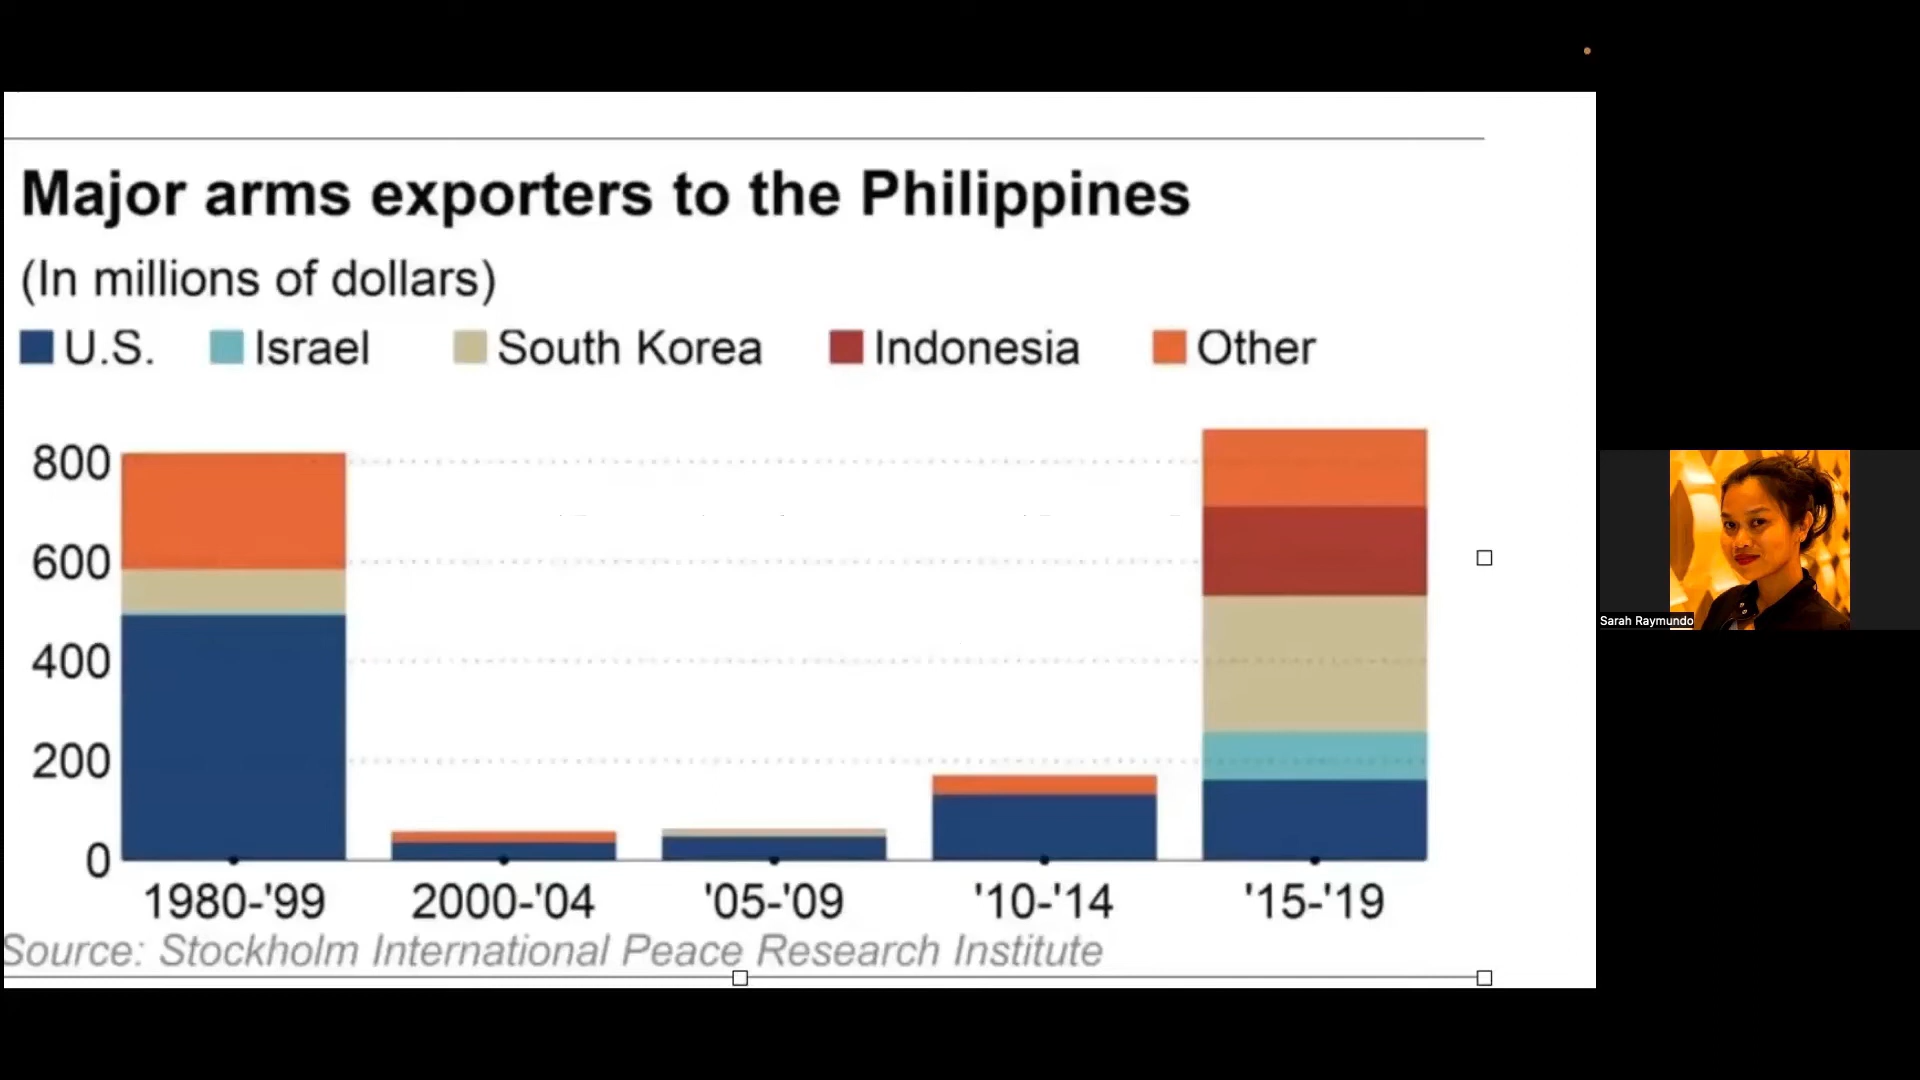 Major arms exporters to the Philippines
(In millions of dollars)
U.S. Israel South Korea Indonesia Other
800
600
400
200
0
1980-'99 2000-'04 '05-'09 '10-'14 '15-'19
Source: Stockholm International Peace Research Institute
Sarah Raymundo